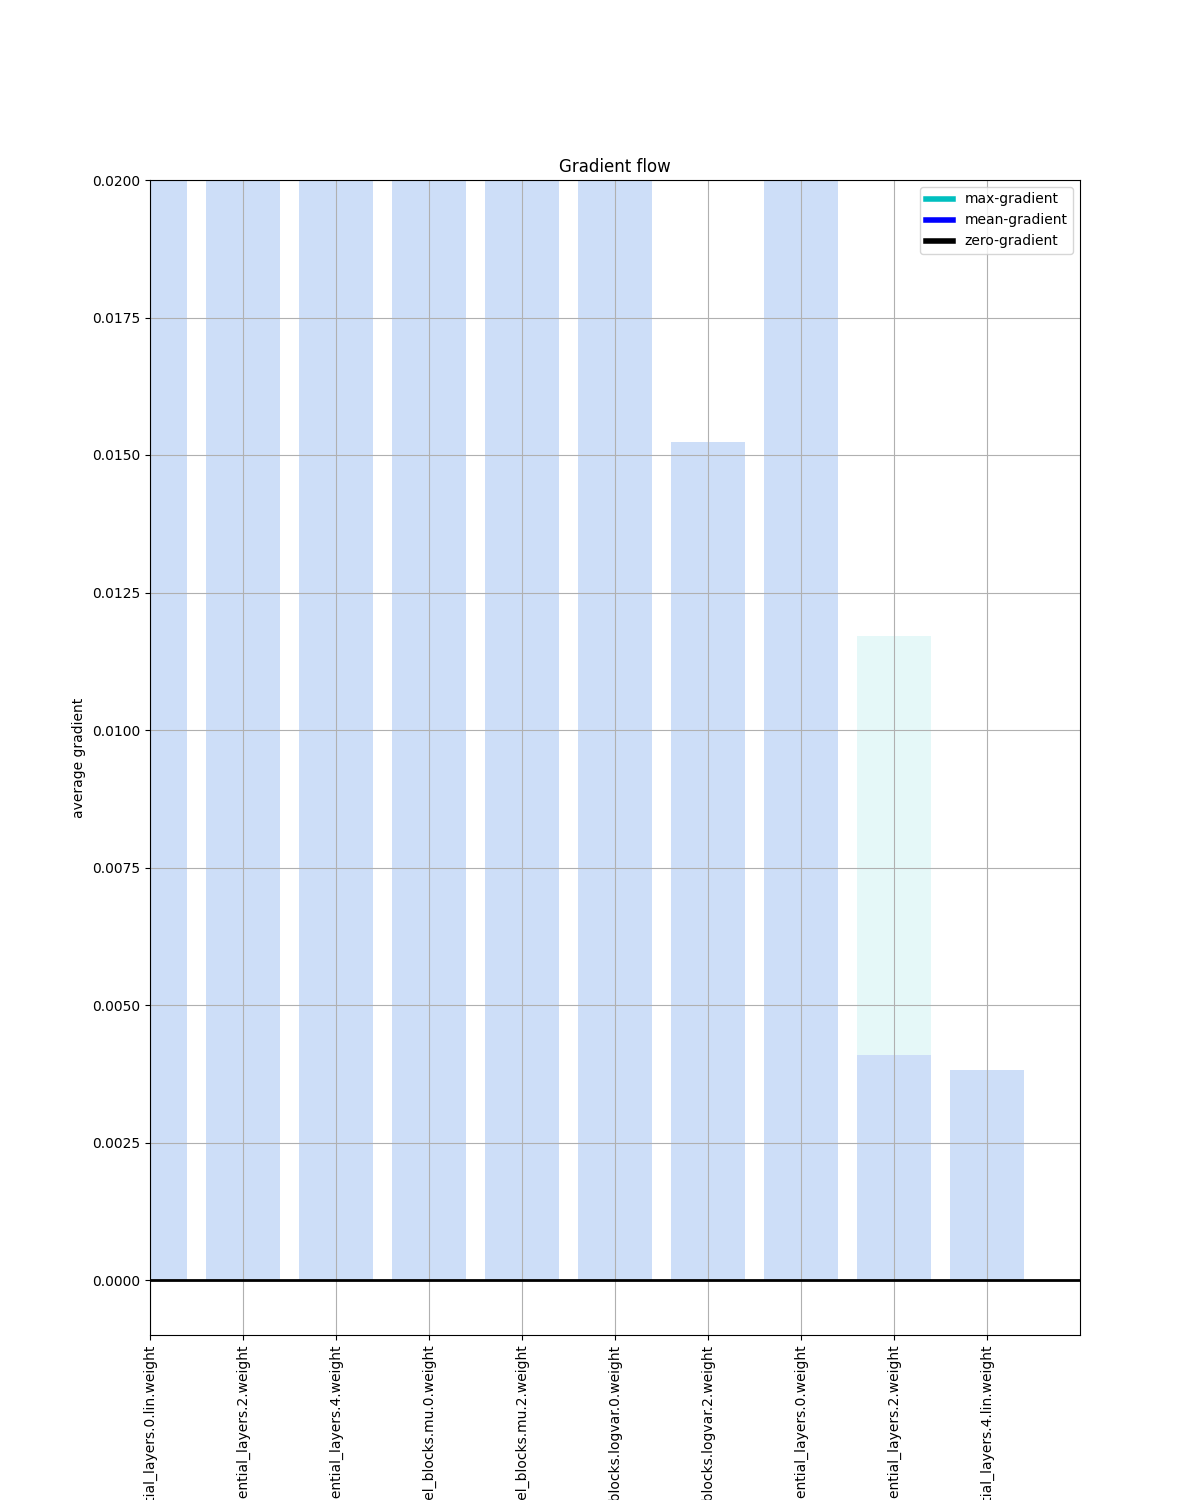 Gradient flow
max-gradient
mean-gradient
zero-gradient
0.0200
0.0175
0.0150
0.0125
0.0100
0.0075
0.0050
0.0025
0.0000
average gradient
tial_layers.0.lin.weight
ential_layers.2.weight
ential_layers.4.weight
el_blocks.mu.0.weight
el_blocks.mu.2.weight
blocks.logvar.0.weight
blocks.logvar.2.weight
ential_layers.0.weight
ential_layers.2.weight
tial_layers.4.lin.weight